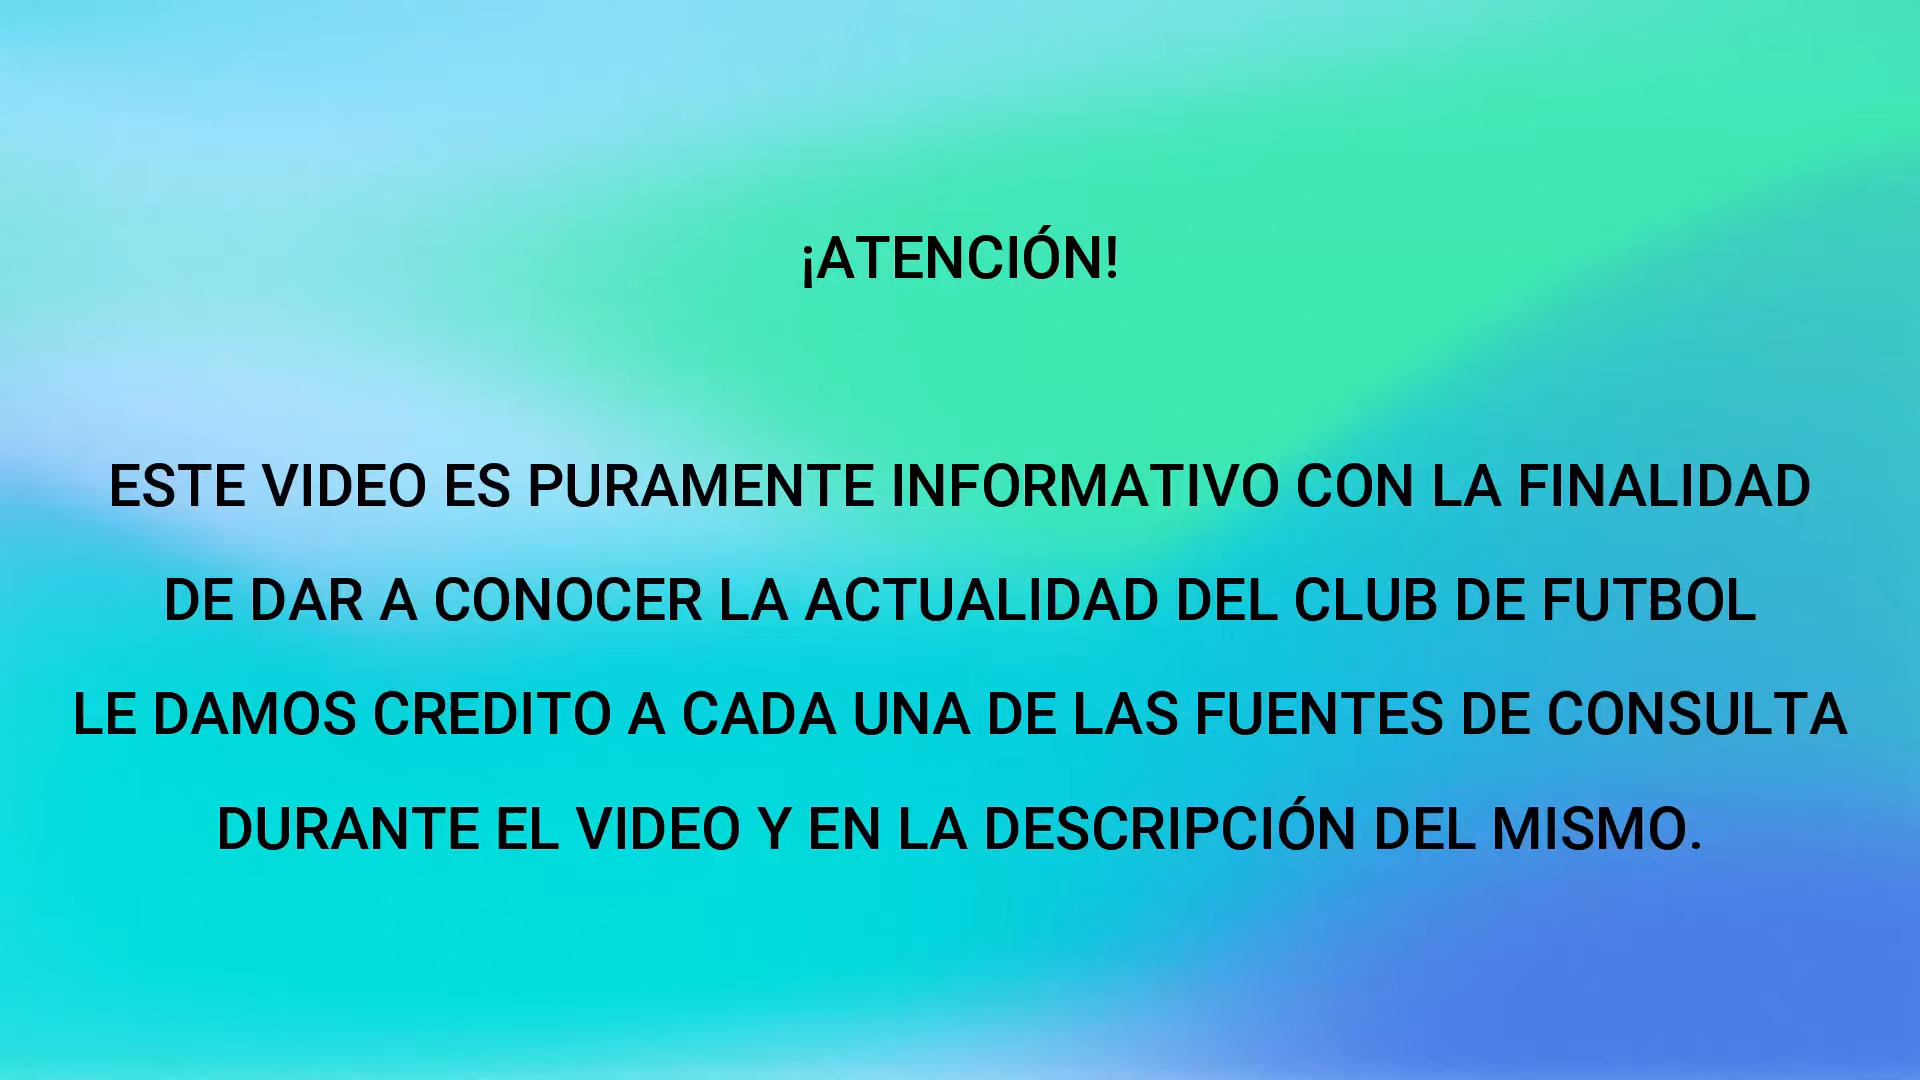 ¡ATENCIÓN!
ESTE VIDEO ES PURAMENTE INFORMATIVO CON LA FINALIDAD
DE DAR A CONOCER LA ACTUALIDAD DEL CLUB DE FUTBOL
LE DAMOS CREDITO A CADA UNA DE LAS FUENTES DE CONSULTA
DURANTE EL VIDEO Y EN LA DESCRIPCIÓN DEL MISMO.